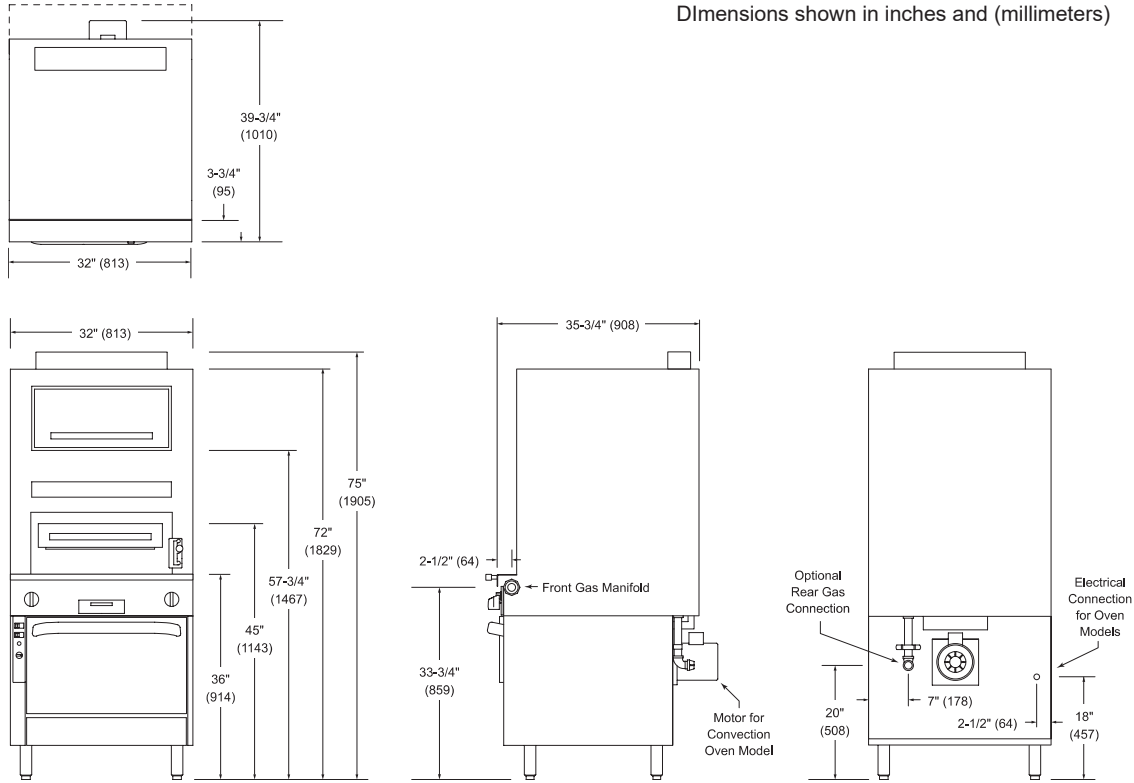 DImensions shown in inches and (millimeters)
39-3/4"
(1010)
3-3/4"
(95)
32" (813)
32" (813)
75"
(1905)
72"
(1829)
57-3/4"
(1467)
45"
(1143)
36"
(914)
35-3/4" (908)
2-1/2" (64)
Front Gas Manifold
33-3/4"
(859)
Motor for
Convection
Oven Model
Optional
Rear Gas
Connection
Electrical
Connection
for Oven
Models
7" (178)
20"
(508)
2-1/2" (64)
18"
(457)